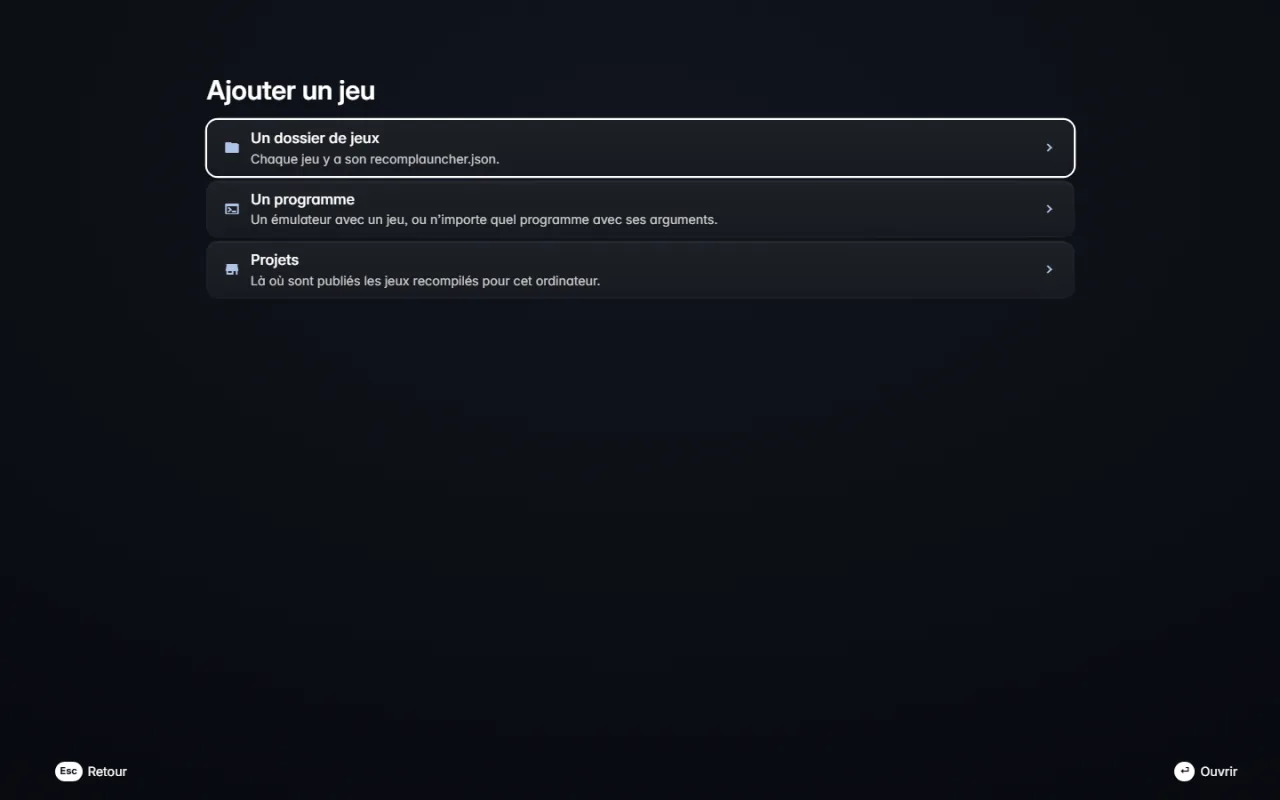 Ajouter un jeu
Un dossier de jeux
Chaque jeu y a son recomplauncher.json.
Un programme
Un émulateur avec un jeu, ou n'importe quel programme avec ses arguments.
Projets
Là où sont publiés les jeux recompilés pour cet ordinateur.
Esc Retour
Ouvrir